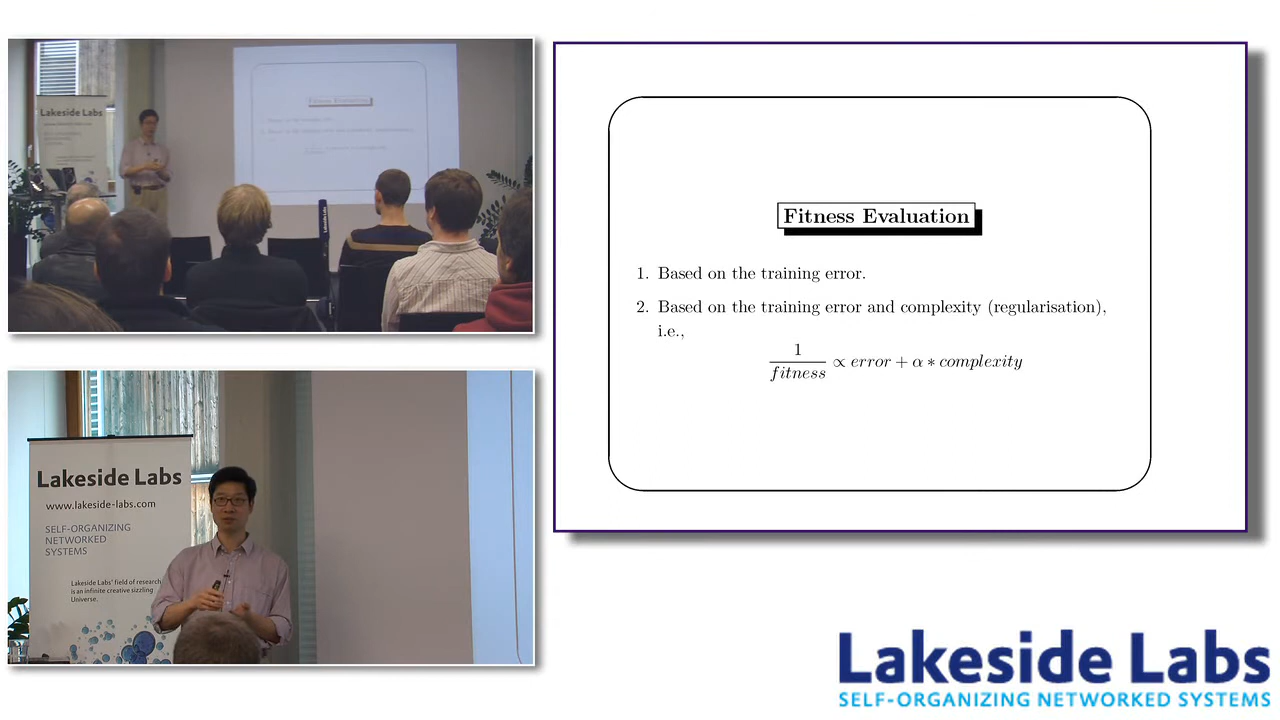 Lakeside Labs
Fitness Evaluation
Lakeside Labs
www.lakeside-labs.com
SELF-ORGANIZING
NETWORKED
SYSTEMS
Lakeside Labs' field of research
is an infinite creative sizzling
Universe.
Fitness Evaluation
1. Based on the training error.
2. Based on the training error and complexity (regularisation),
i.e.,
1
fitness ∝ error + α ∗ complexity
Lakeside Labs
SELF-ORGANIZING NETWORKED SYSTEMS